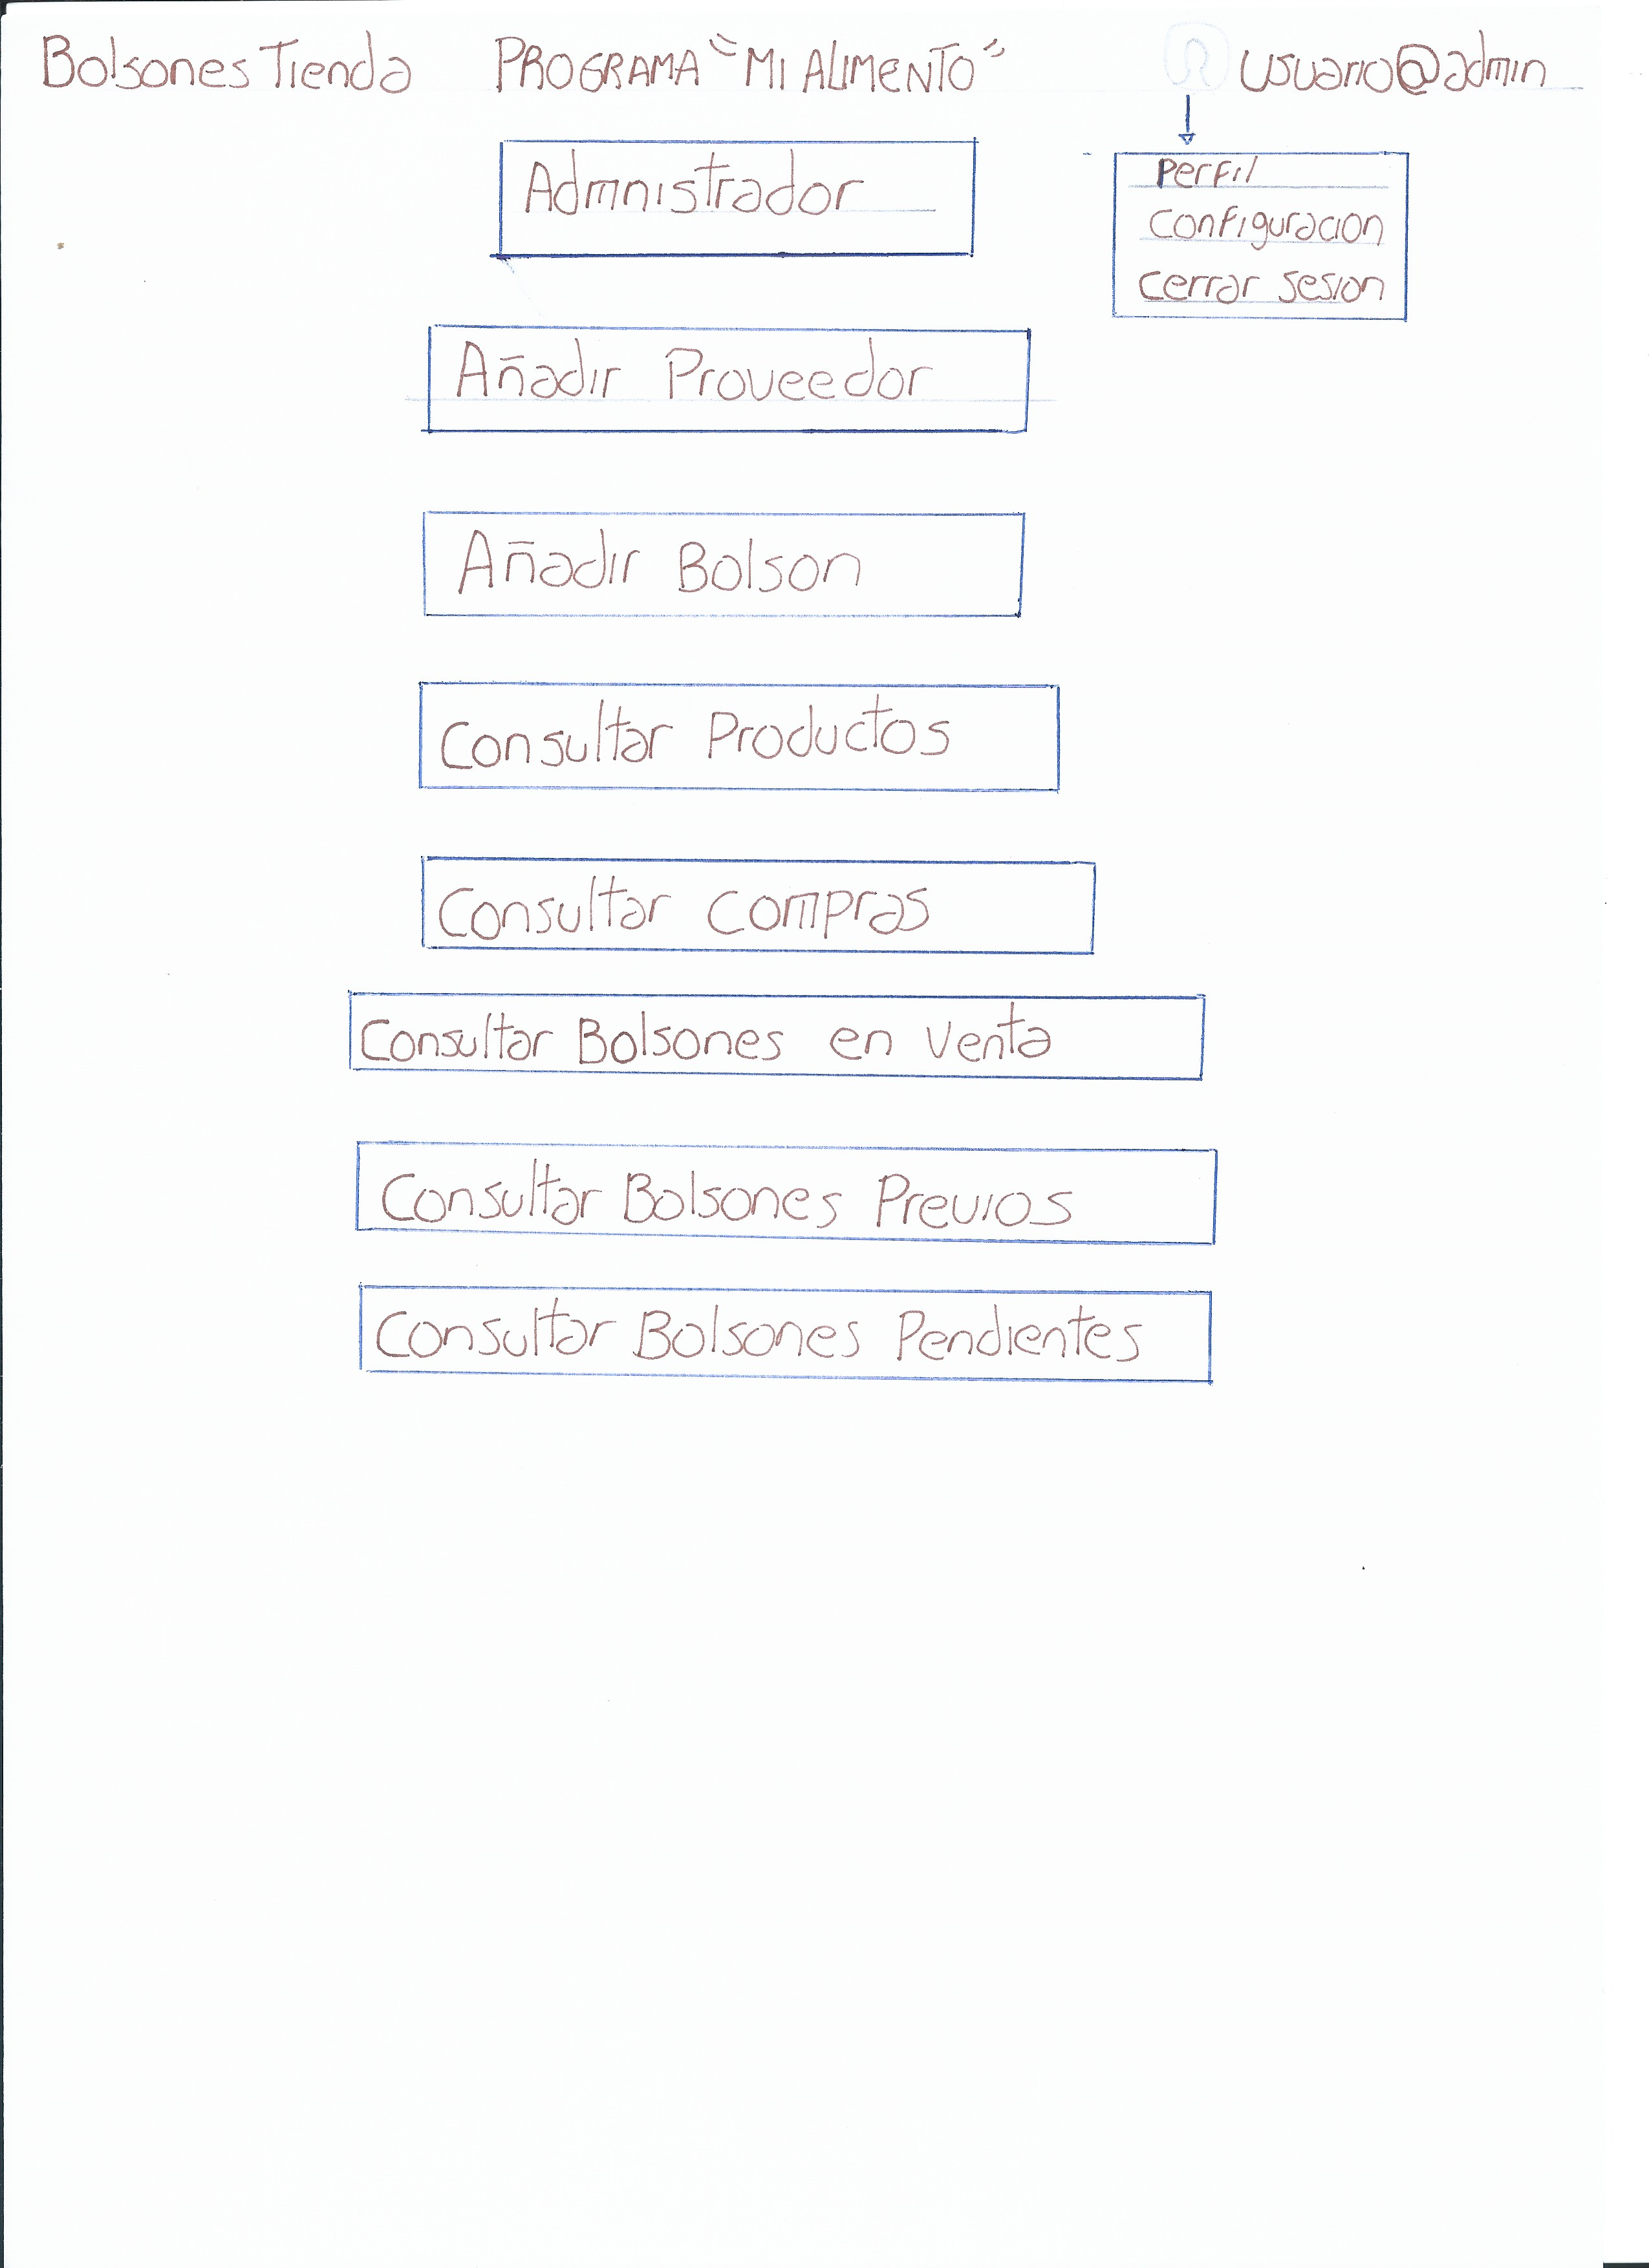 Bolsones Tienda PROGRAMA "MI ALIMENTO" usuario@admin
Admnistrador
Perfil
configuracion
cerrar sesion
Añadir Proveedor
Añadir Bolson
Consultar Productos
Consultar compras
Consultar Bolsones en Venta
Consultar Bolsones Previos
Consultar Bolsones Pendientes